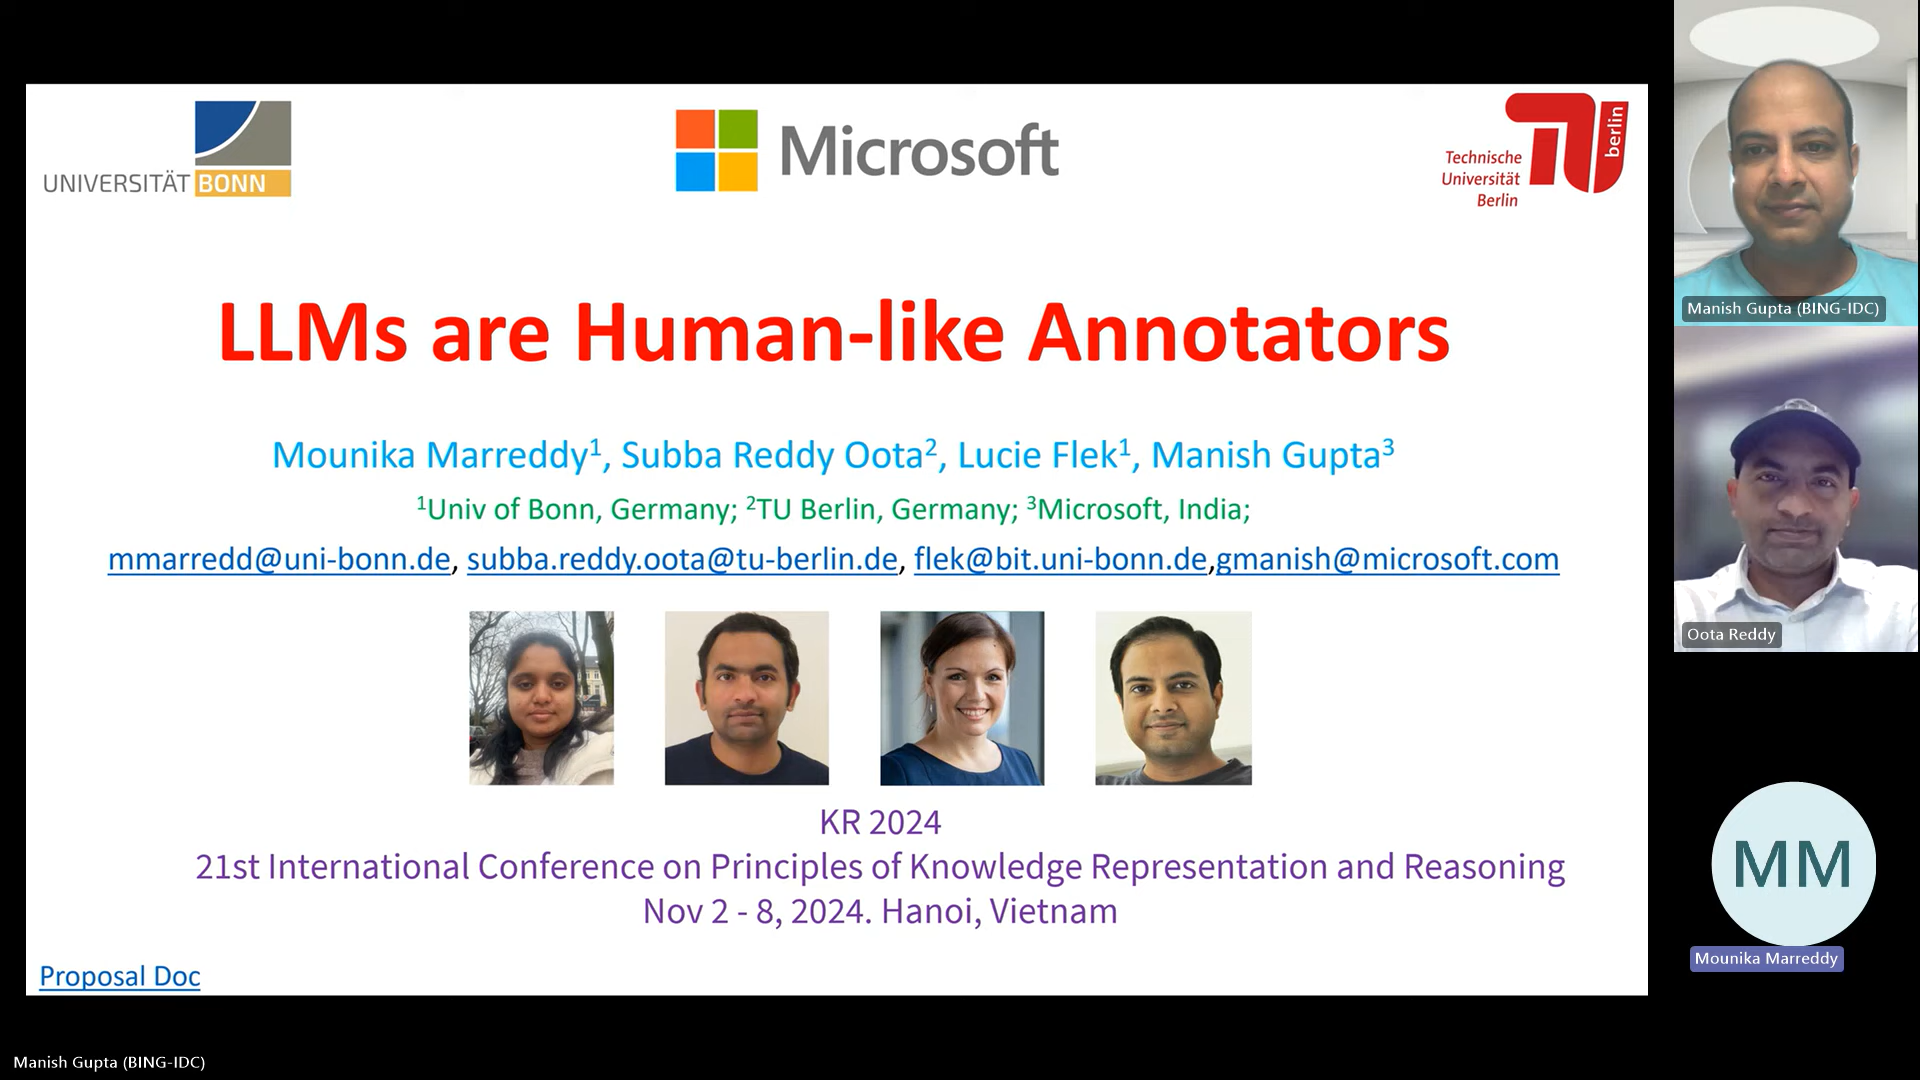 UNIVERSITÄT BONN
Microsoft
Technische
Universität
Berlin
berlin
LLMs are Human-like Annotators
Mounika Marreddy¹, Subba Reddy Oota², Lucie Flek¹, Manish Gupta³
¹Univ of Bonn, Germany; ²TU Berlin, Germany; ³Microsoft, India;
mmarredd@uni-bonn.de, subba.reddy.oota@tu-berlin.de, flek@bit.uni-bonn.de,gmanish@microsoft.com
KR 2024
21st International Conference on Principles of Knowledge Representation and Reasoning
Nov 2 - 8, 2024. Hanoi, Vietnam
Proposal Doc
Manish Gupta (BING-IDC)
Oota Reddy
MM
Mounika Marreddy
Manish Gupta (BING-IDC)